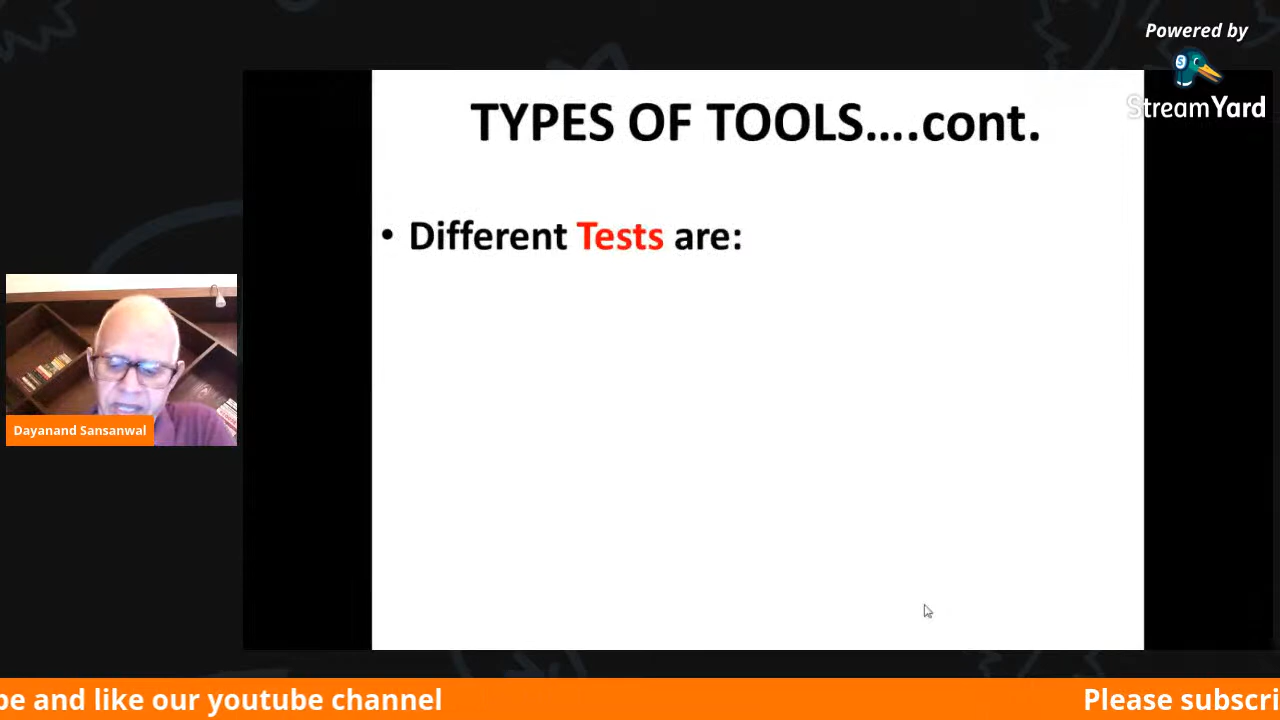 Powered by
StreamYard
TYPES OF TOOLS....cont.
• Different Tests are:
Dayanand Sansanwal
be and like our youtube channel
Please subscri